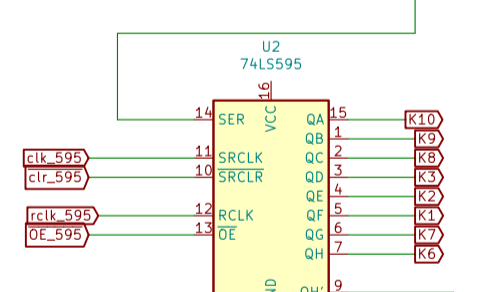 U2
74LS595
16
VCC
14 SER QA 15 K10
QB 1 K9
clk_595 11 SRCLK QC 2 K8
clr_595 10 SRCLR QD 3 K3
QE 4 K2
rclk_595 12 RCLK QF 5 K1
OE_595 13 OE QG 6 K7
QH 7 K6
QH' 9